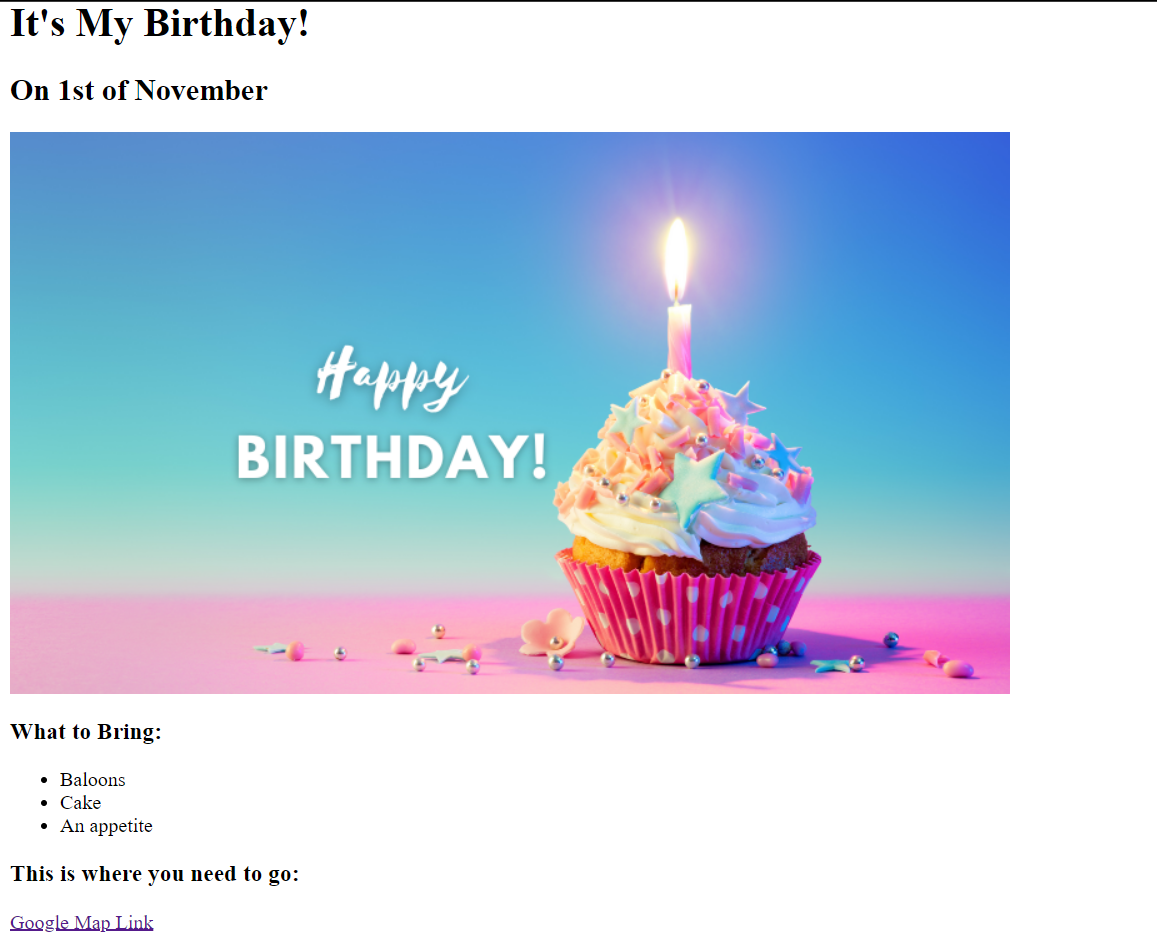 It's My Birthday!
On 1st of November
Happy
BIRTHDAY!
What to Bring:
Baloons
Cake
An appetite
This is where you need to go:
Google Map Link